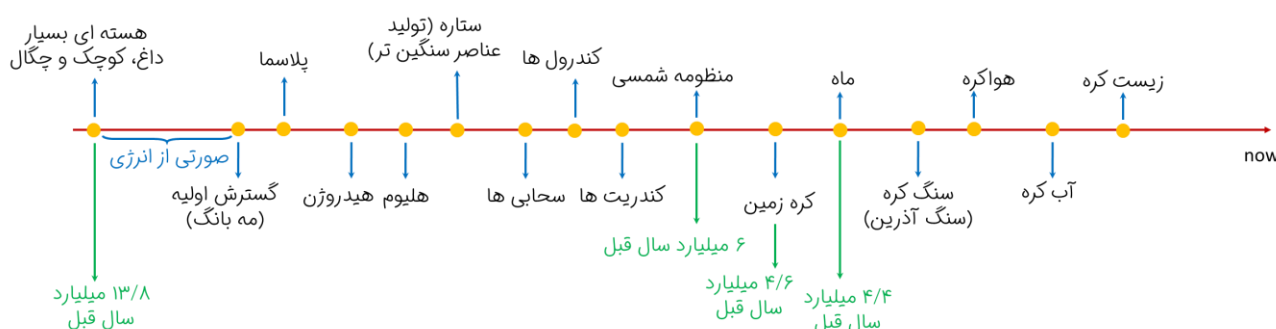 هسته ای بسیار
داغ، کوچک و چگال
پلاسما
ستاره (تولید
عناصر سنگین تر)
کندرول ها
منظومه شمسی
ماه
هواکره
زیست کره
صورتی از انرژی
now
گسترش اولیه
(مه بانگ)
هیدروژن
هلیوم
سحابی ها
کندریت ها
کره زمین
سنگ کره
(سنگ آذرین)
آب کره
۶ میلیارد سال قبل
۱۳/۸ میلیارد
سال قبل
۴/۶ میلیارد
سال قبل
۴/۴ میلیارد
سال قبل